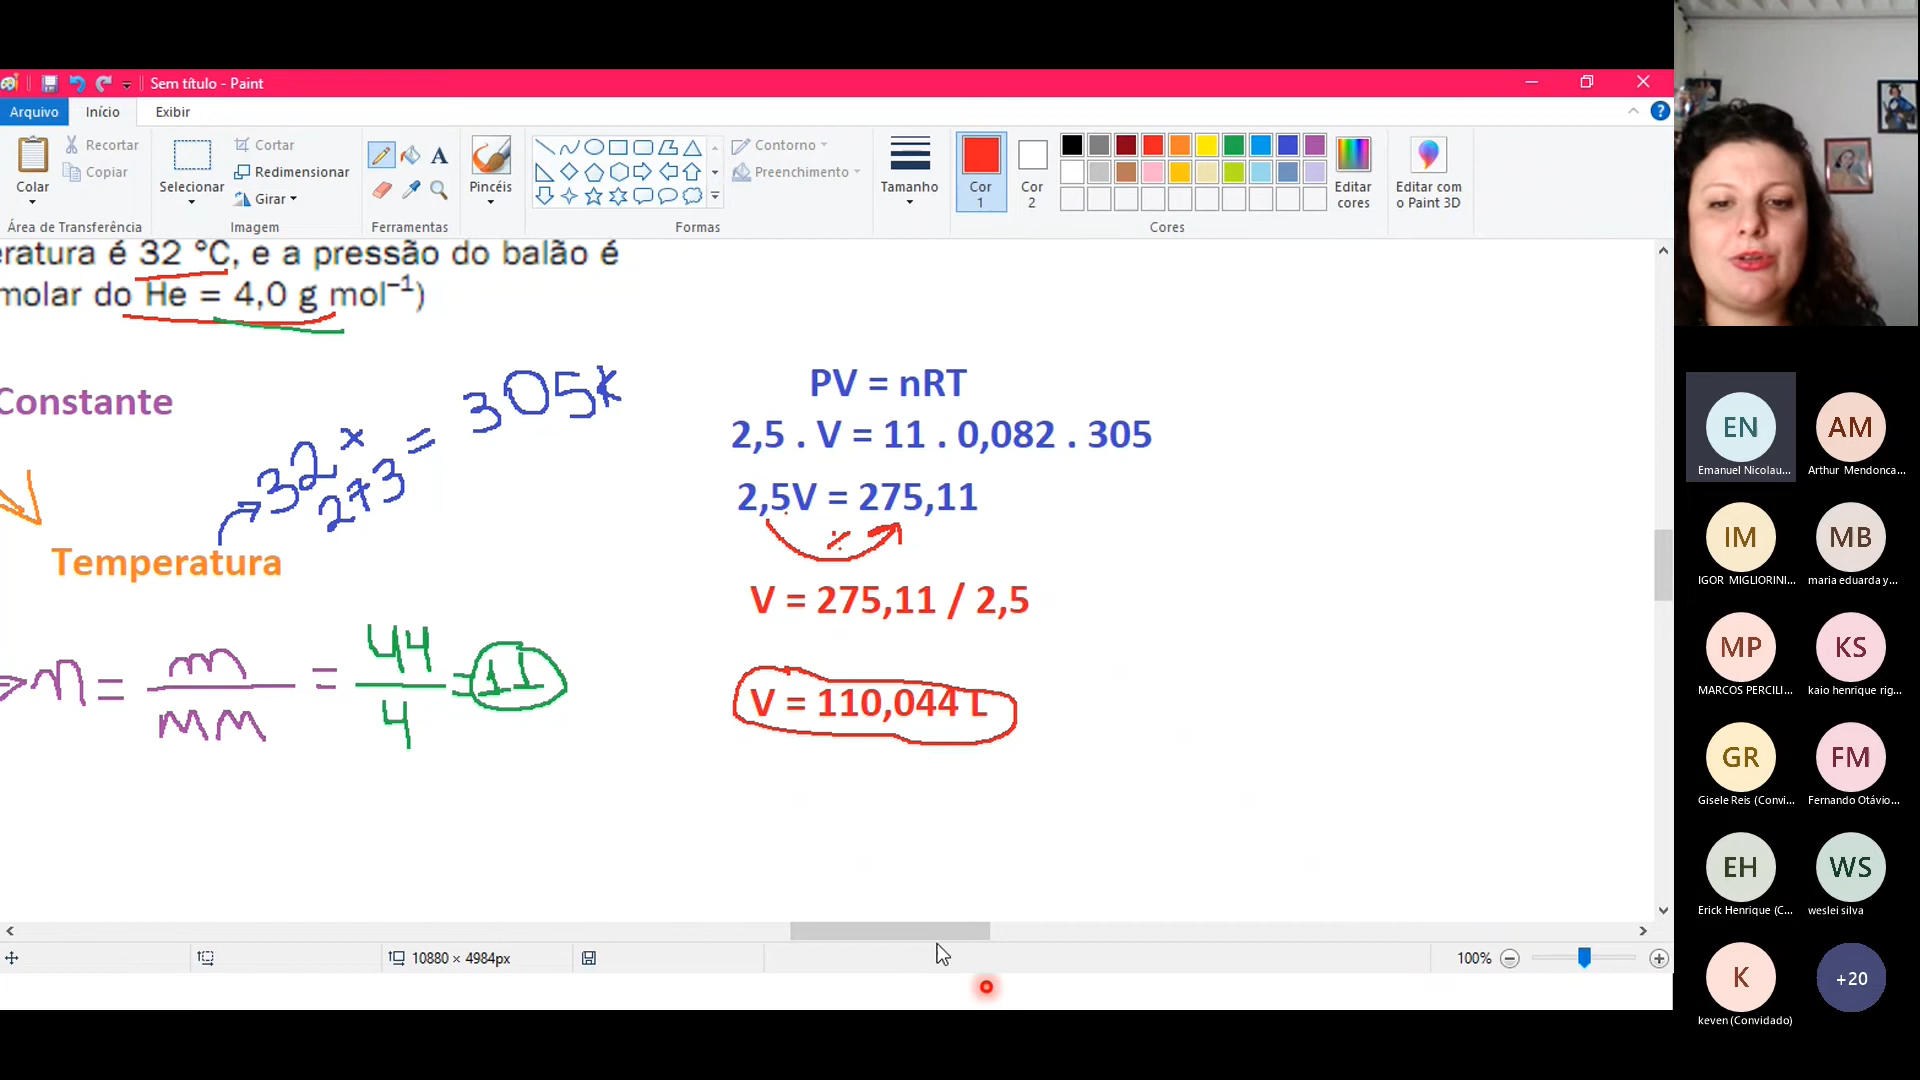 Sem título - Paint
Arquivo Início Exibir
Colar
Recortar
Copiar
Área de Transferência
Selecionar
Cortar
Redimensionar
Girar
Imagem
A
Ferramentas
Pincéis
Contorno
Preenchimento
Formas
Tamanho
Cor 1
Cor 2
Editar cores
Editar com o Paint 3D
Cores
eratura é 32 °C, e a pressão do balão é
molar do He = 4,0 g mol⁻¹)
Constante
32 + 273 = 305K
Temperatura
n = m / MM = 44 / 4 = 11
PV = nRT
2,5 . V = 11 . 0,082 . 305
2,5V = 275,11
V = 275,11 / 2,5
V = 110,044 L
10880 × 4984px
100%
EN AM
Emanuel Nicolau... Arthur Mendonca...
IM MB
IGOR MIGLIORINI... maria eduarda y...
MP KS
MARCOS PERCILI... kaio henrique rig...
GR FM
Gisele Reis (Convi... Fernando Otávio...
EH WS
Erick Henrique (C... weslei silva
K +20
keven (Convidado)